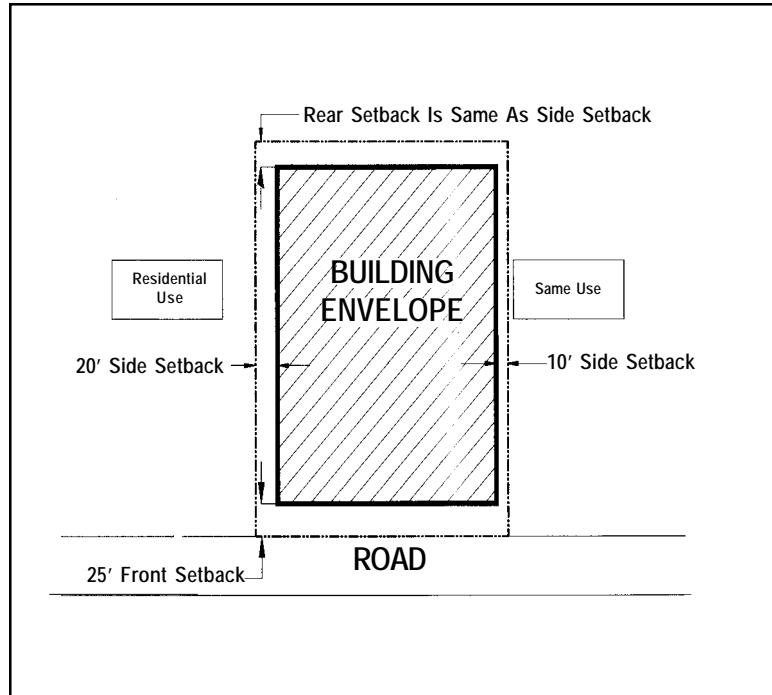 Rear Setback Is Same As Side Setback
Residential
Use
BUILDING
ENVELOPE
Same Use
20' Side Setback
10' Side Setback
ROAD
25' Front Setback